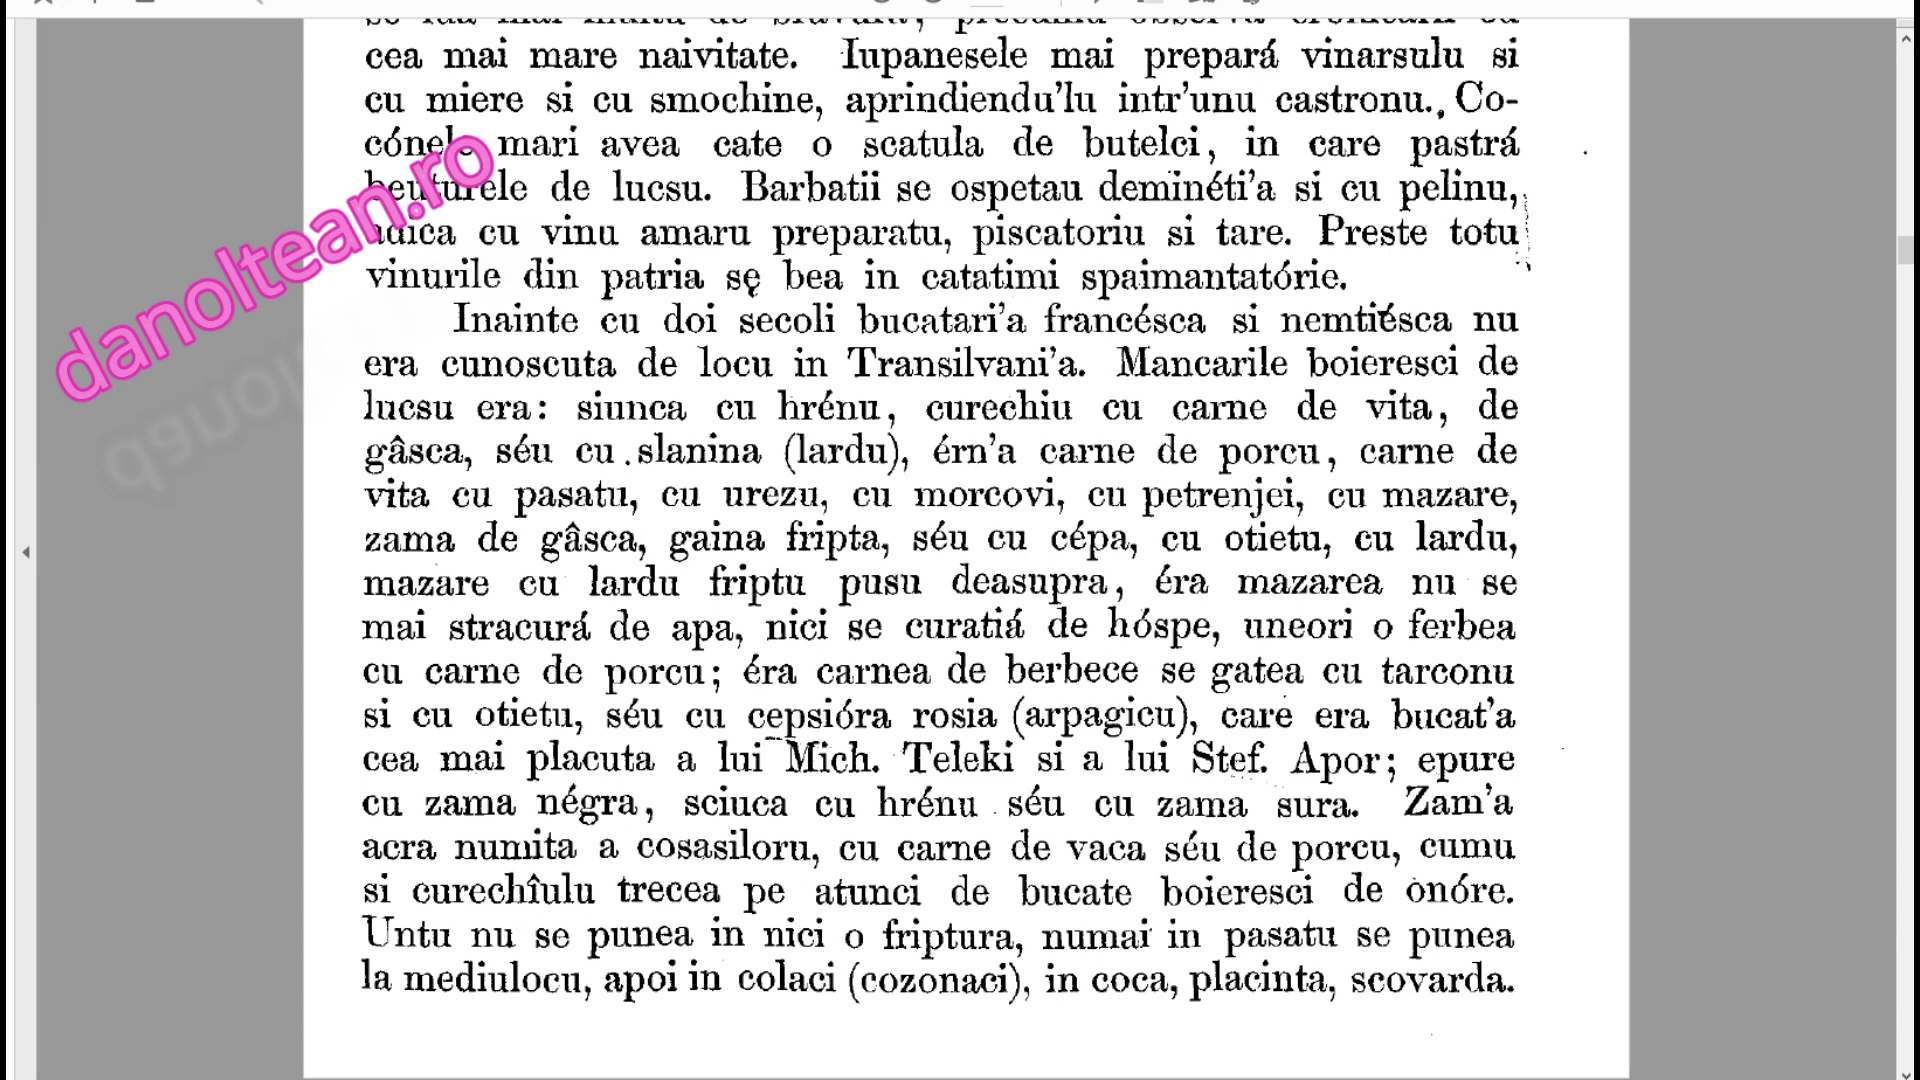 cea mai mare naivitate. Iupanesele mai prepará vinarsulu si
cu miere si cu smochine, aprindiendu'lu intr'unu castronu., Co-
cónele mari avea cate o scatula de butelci, in care pastrá
beuturele de lucsu. Barbatii se ospetau deminéti'a si cu pelinu,
adica cu vinu amaru preparatu, piscatoriu si tare. Preste totu
vinurile din patria sę bea in catatimi spaimantatórie.
Inainte cu doi secoli bucatari'a francésca si nemtiésca nu
era cunoscuta de locu in Transilvani'a. Mancarile boieresci de
lucsu era: siunca cu hrénu, curechiu cu carne de vita, de
gâsca, séu cu slanina (lardu), érn'a carne de porcu, carne de
vita cu pasatu, cu urezu, cu morcovi, cu petrenjei, cu mazare,
zama de gâsca, gaina fripta, séu cu cépa, cu otietu, cu lardu,
mazare cu lardu friptu pusu deasupra, éra mazarea nu se
mai stracurá de apa, nici se curatiá de hóspe, uneori o ferbea
cu carne de porcu; éra carnea de berbece se gatea cu tarconu
si cu otietu, séu cu cepsióra rosia (arpagicu), care era bucat'a
cea mai placuta a lui Mich. Teleki si a lui Stef. Apor; epure
cu zama négra, sciuca cu hrénu séu cu zama sura. Zam'a
acra numita a cosasiloru, cu carne de vaca séu de porcu, cumu
si curechîulu trecea pe atunci de bucate boieresci de onóre.
Untu nu se punea in nici o friptura, numai in pasatu se punea
la mediulocu, apoi in colaci (cozonaci), in coca, placinta, scovarda.
danoltean.ro